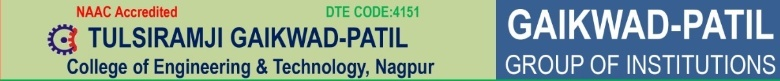 NAAC Accredited DTE CODE:4151
TULSIRAMJI GAIKWAD-PATIL
College of Engineering & Technology, Nagpur
GAIKWAD-PATIL
GROUP OF INSTITUTIONS